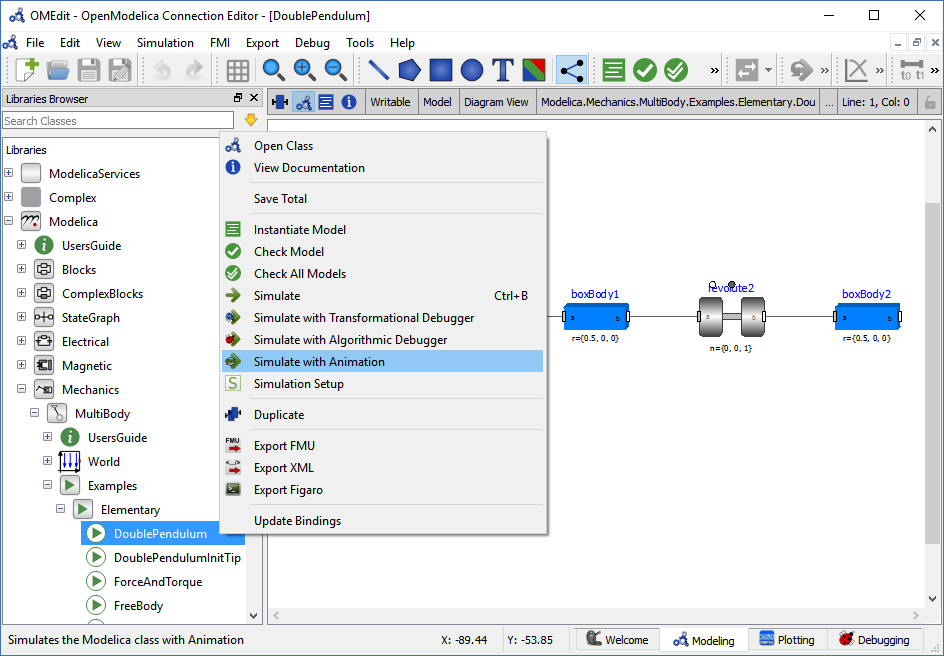 OMEdit - OpenModelica Connection Editor - [DoublePendulum]
File Edit View Simulation FMI Export Debug Tools Help
T » » » to t1 »
Libraries Browser
Writable Model Diagram View Modelica.Mechanics.MultiBody.Examples.Elementary.Dou ... Line: 1, Col: 0
Search Classes
Libraries
ModelicaServices
Complex
Modelica
UsersGuide
Blocks
ComplexBlocks
StateGraph
Electrical
Magnetic
Mechanics
MultiBody
UsersGuide
World
Examples
Elementary
DoublePendulum
DoublePendulumInitTip
ForceAndTorque
FreeBody
Open Class
View Documentation
Save Total
Instantiate Model
Check Model
Check All Models
Simulate Ctrl+B
Simulate with Transformational Debugger
Simulate with Algorithmic Debugger
Simulate with Animation
S Simulation Setup
Duplicate
FMU Export FMU
Export XML
Export Figaro
Update Bindings
boxBody1 revolute2 boxBody2
a b a b a b
r={0.5, 0, 0} n={0, 0, 1} r={0.5, 0, 0}
Simulates the Modelica class with Animation X: -89.44 Y: -53.85 Welcome Modeling Plotting Debugging